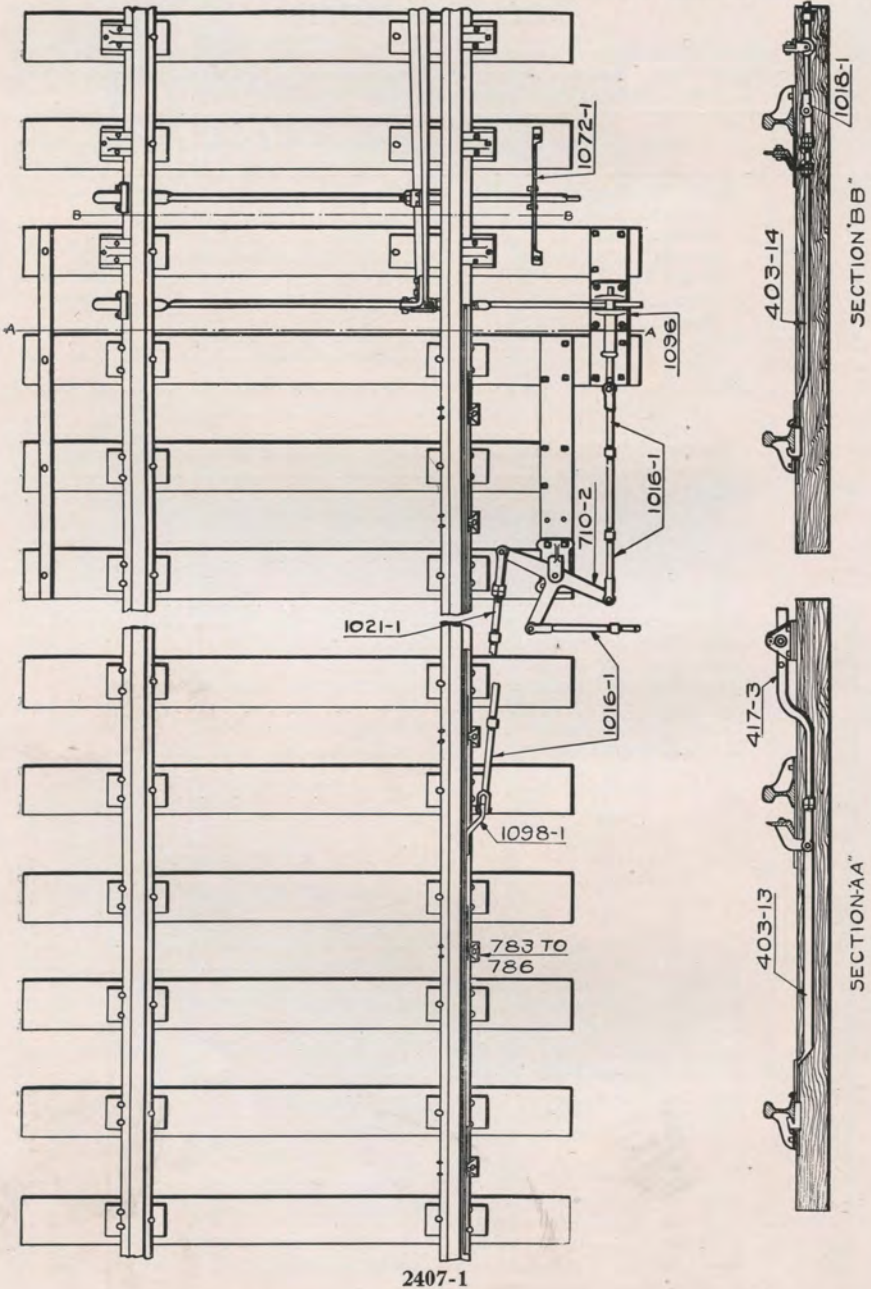 1072-1
B
B
A
A
1096
1016-1
710-2
1021-1
1016-1
1098-1
783 TO
786
1018-1
403-14
SECTION "BB"
417-3
403-13
SECTION-"AA"
2407-1